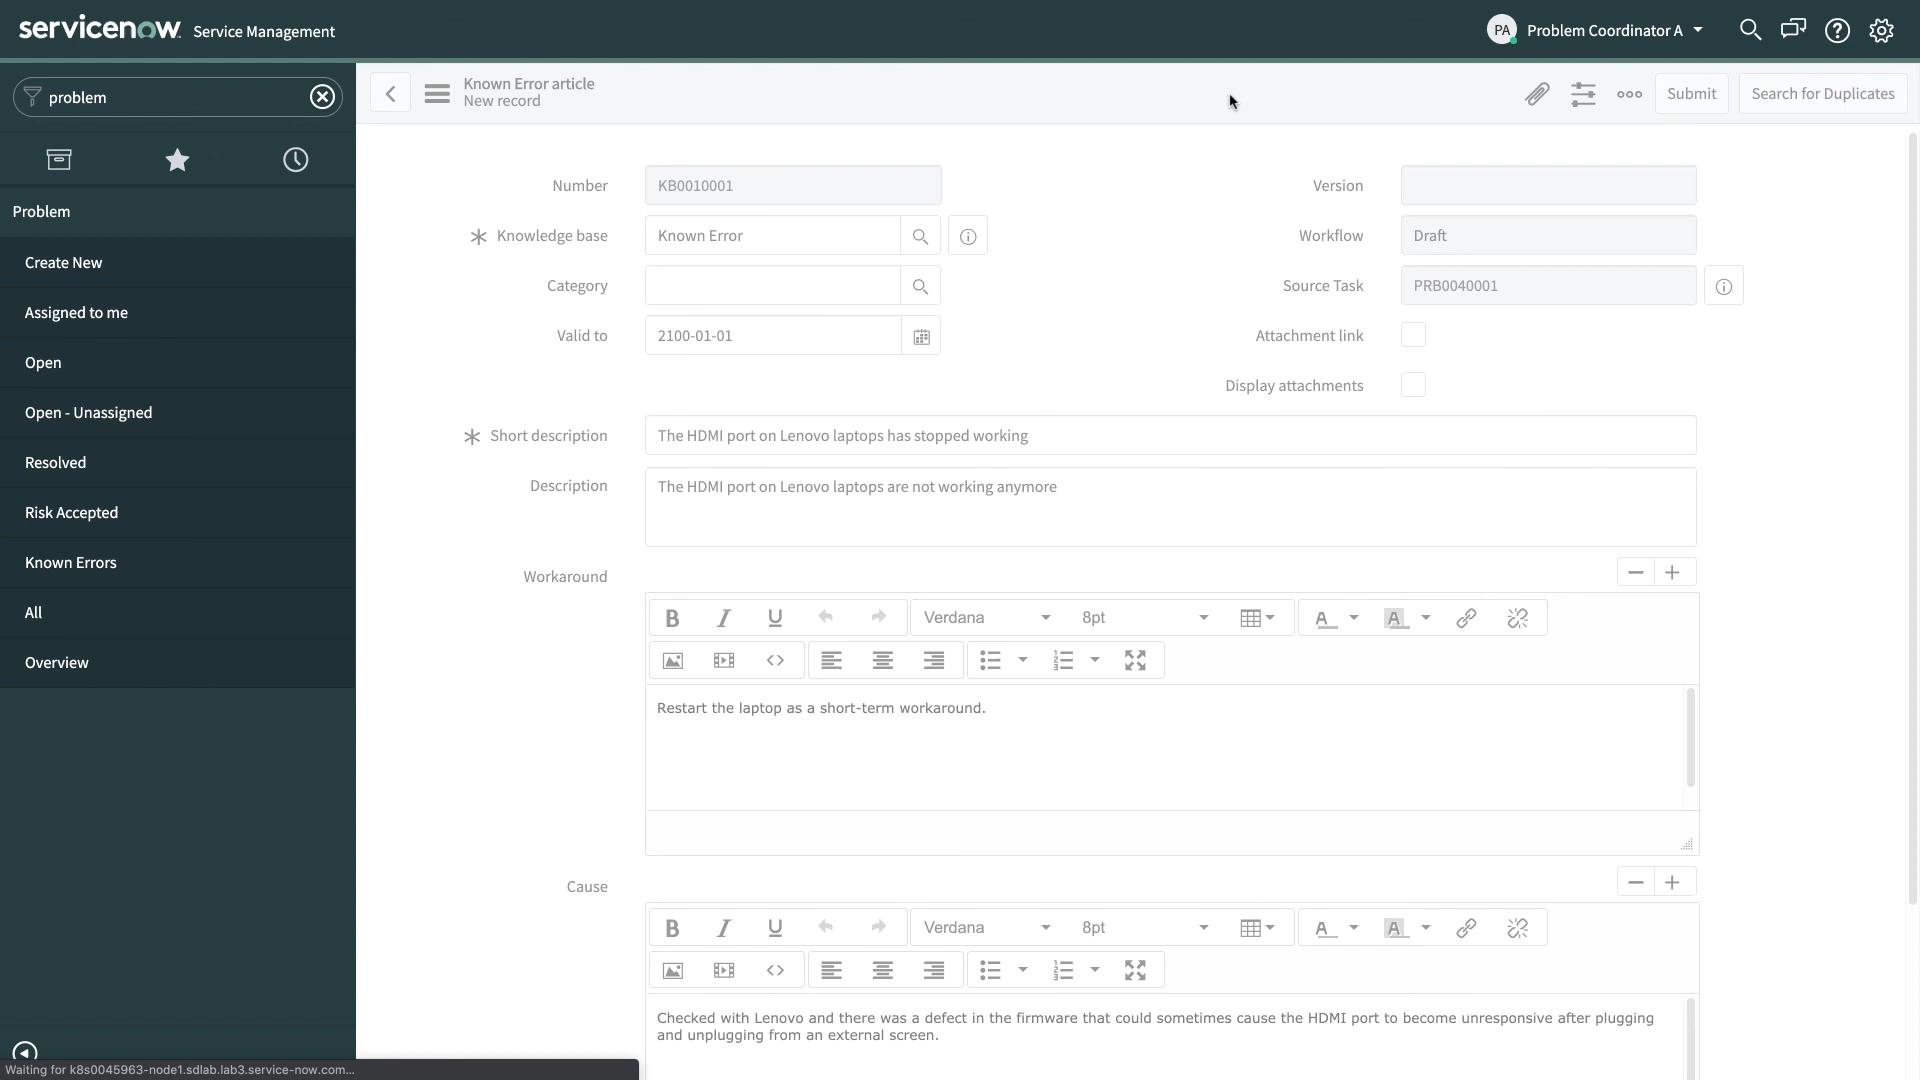 servicenow Service Management
PA Problem Coordinator A
problem
Problem
Create New
Assigned to me
Open
Open - Unassigned
Resolved
Risk Accepted
Known Errors
All
Overview
Waiting for k8s0045963-node1.sdlab.lab3.service-now.com...
Known Error article
New record
Submit
Search for Duplicates
Number KB0010001
Knowledge base Known Error
Category
Valid to 2100-01-01
Version
Workflow Draft
Source Task PRB0040001
Attachment link
Display attachments
Short description The HDMI port on Lenovo laptops has stopped working
Description The HDMI port on Lenovo laptops are not working anymore
Workaround
B I U Verdana 8pt A A
Restart the laptop as a short-term workaround.
Cause
B I U Verdana 8pt A A
Checked with Lenovo and there was a defect in the firmware that could sometimes cause the HDMI port to become unresponsive after plugging
and unplugging from an external screen.